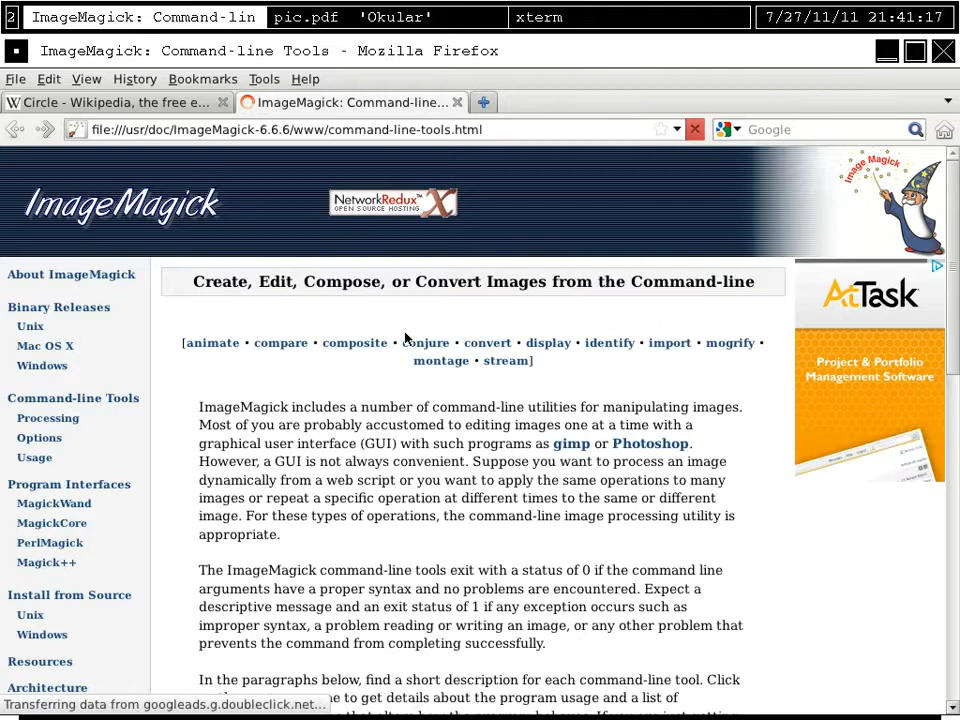 2 ImageMagick: Command-lin pic.pdf 'Okular' xterm 7/27/11/11 21:41:17
ImageMagick: Command-line Tools - Mozilla Firefox
File Edit View History Bookmarks Tools Help
Circle - Wikipedia, the free e... ImageMagick: Command-line...
file:///usr/doc/ImageMagick-6.6.6/www/command-line-tools.html Google
Image Magick
ImageMagick
NetworkRedux X
OPEN SOURCE HOSTING
About ImageMagick
Binary Releases
Unix
Mac OS X
Windows
Command-line Tools
Processing
Options
Usage
Program Interfaces
MagickWand
MagickCore
PerlMagick
Magick++
Install from Source
Unix
Windows
Resources
Architecture
Create, Edit, Compose, or Convert Images from the Command-line
[animate • compare • composite • conjure • convert • display • identify • import • mogrify •
montage • stream]
ImageMagick includes a number of command-line utilities for manipulating images.
Most of you are probably accustomed to editing images one at a time with a
graphical user interface (GUI) with such programs as gimp or Photoshop.
However, a GUI is not always convenient. Suppose you want to process an image
dynamically from a web script or you want to apply the same operations to many
images or repeat a specific operation at different times to the same or different
image. For these types of operations, the command-line image processing utility is
appropriate.
The ImageMagick command-line tools exit with a status of 0 if the command line
arguments have a proper syntax and no problems are encountered. Expect a
descriptive message and an exit status of 1 if any exception occurs such as
improper syntax, a problem reading or writing an image, or any other problem that
prevents the command from completing successfully.
In the paragraphs below, find a short description for each command-line tool. Click
to get details about the program usage and a list of
AtTask
Project & Portfolio
Management Software
Transferring data from googleads.g.doubleclick.net...